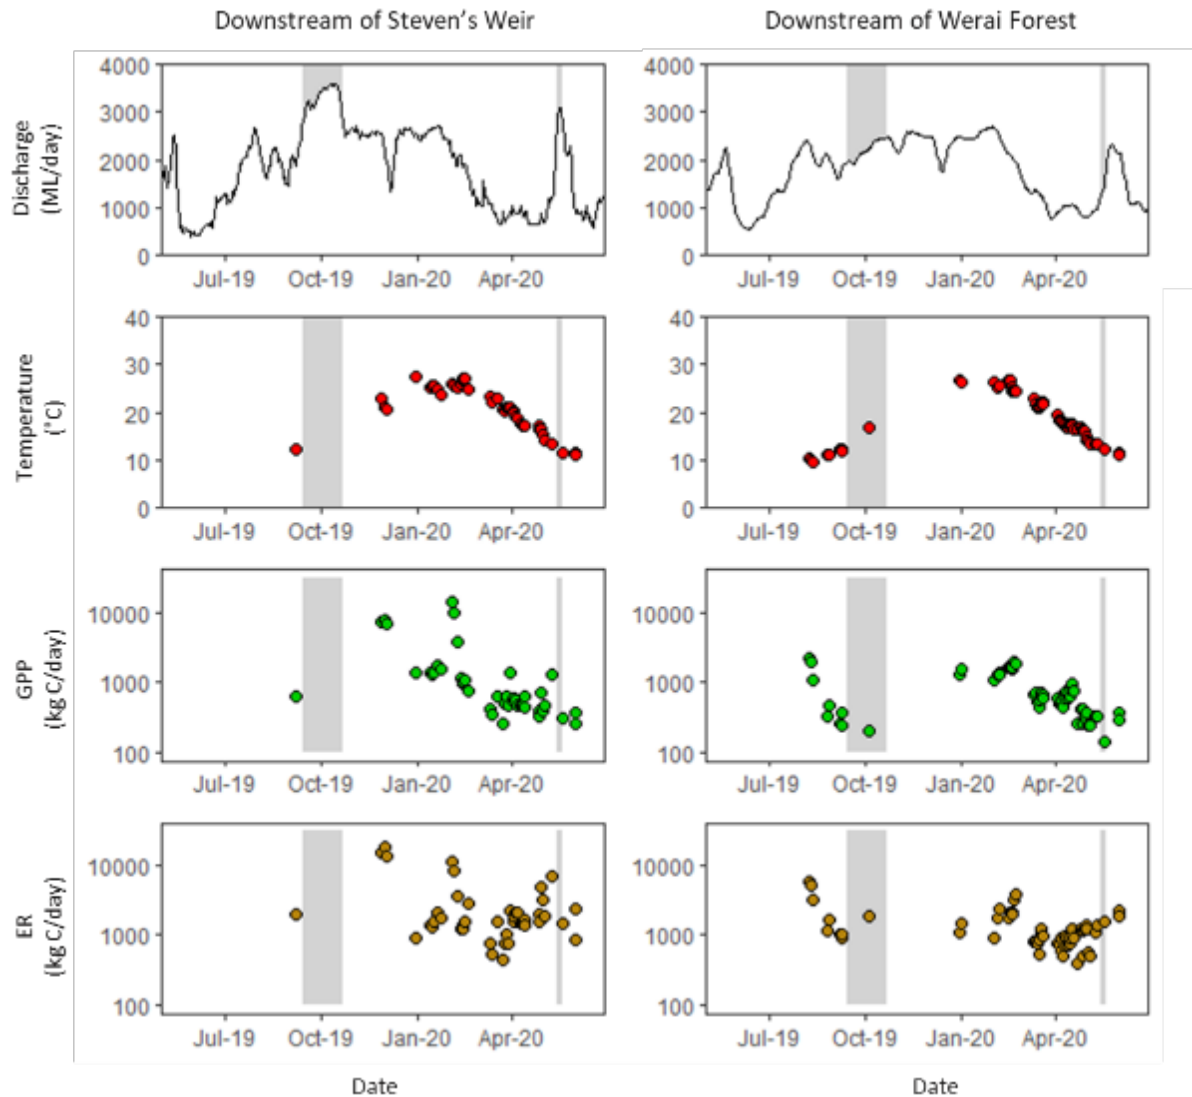 Downstream of Steven's Weir
Downstream of Werai Forest
Discharge
(ML/day)
4000
3000
2000
1000
0
Jul-19 Oct-19 Jan-20 Apr-20
4000
3000
2000
1000
0
Jul-19 Oct-19 Jan-20 Apr-20
Temperature
(°C)
40
30
20
10
0
Jul-19 Oct-19 Jan-20 Apr-20
40
30
20
10
0
Jul-19 Oct-19 Jan-20 Apr-20
GPP
(kg C/day)
10000
1000
100
Jul-19 Oct-19 Jan-20 Apr-20
10000
1000
100
Jul-19 Oct-19 Jan-20 Apr-20
ER
(kg C/day)
10000
1000
100
Jul-19 Oct-19 Jan-20 Apr-20
10000
1000
100
Jul-19 Oct-19 Jan-20 Apr-20
Date
Date